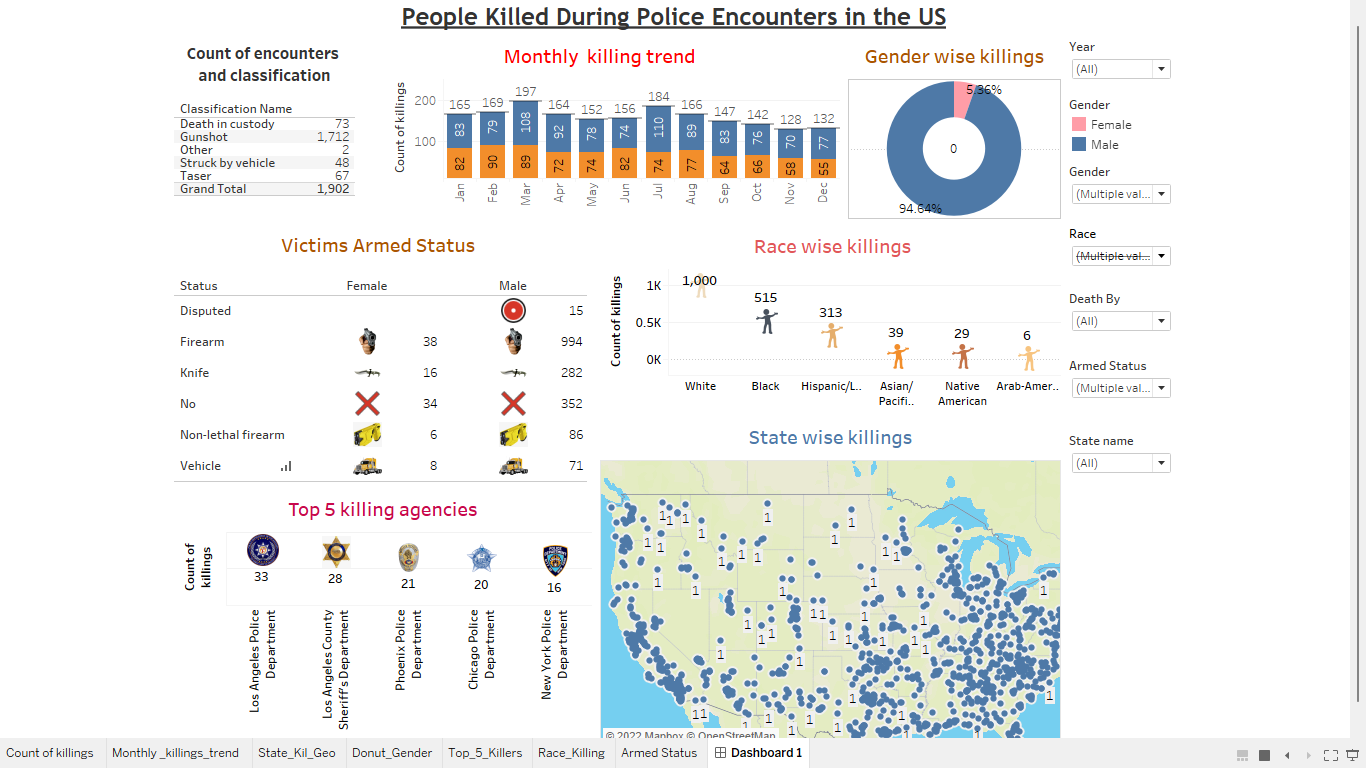 People Killed During Police Encounters in the US
Count of encounters
and classification
Classification Name
Death in custody 73
Gunshot 1,712
Other 2
Struck by vehicle 48
Taser 67
Grand Total 1,902
Monthly killing trend
Count of killings
200
100
165 169 197 164 152 156 184 166 147 142 128 132
83 79 108 92 78 74 110 89 83 76 70 77
82 90 89 72 74 82 74 77 64 66 58 55
Jan Feb Mar Apr May Jun Jul Aug Sep Oct Nov Dec
Gender wise killings
5.36%
0
94.64%
Year
(All)
Gender
Female
Male
Gender
(Multiple val...
Race
(Multiple val...
Death By
(All)
Armed Status
(Multiple val...
State name
(All)
Victims Armed Status
Status Female Male
Disputed 15
Firearm 38 994
Knife 16 282
No 34 352
Non-lethal firearm 6 86
Vehicle 8 71
Race wise killings
Count of killings
1K
0.5K
0K
1,000 515 313 39 29 6
White Black Hispanic/L.. Asian/ Native Arab-Amer..
Pacifi.. American
Top 5 killing agencies
Count of
killings
33 28 21 20 16
Los Angeles Police
Department
Los Angeles County
Sheriff's Department
Phoenix Police
Department
Chicago Police
Department
New York Police
Department
State wise killings
© 2022 Mapbox © OpenStreetMap
Count of killings Monthly _killings_trend State_Kil_Geo Donut_Gender Top_5_Killers Race_Killing Armed Status Dashboard 1